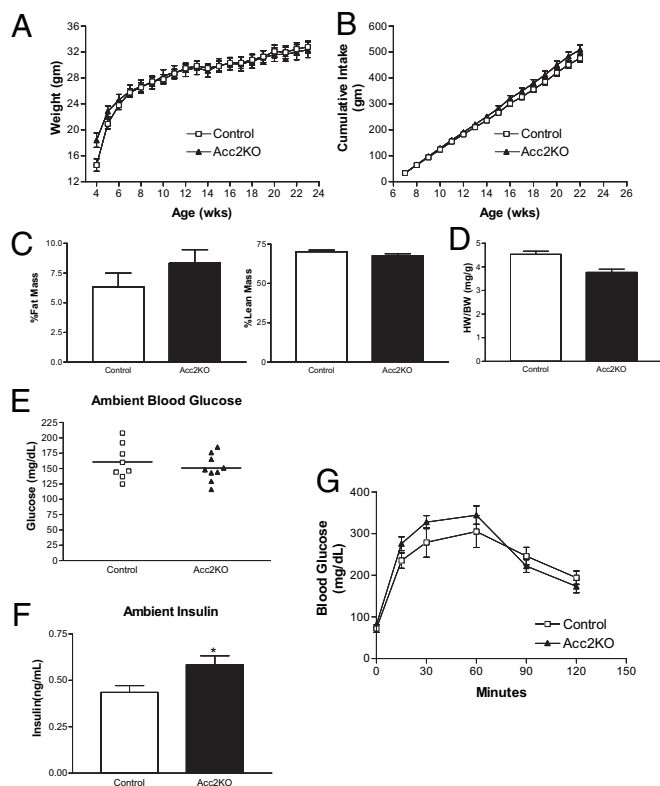 A
Weight (gm)
36
32
28
24
20
16
12
Control
Acc2KO
4 6 8 10 12 14 16 18 20 22 24
Age (wks)
B
Cumulative Intake
(gm)
600
500
400
300
200
100
0
Control
Acc2KO
6 8 10 12 14 16 18 20 22 24 26
Age (wks)
C
%Fat Mass
10.0
7.5
5.0
2.5
0.0
Control Acc2KO
%Lean Mass
75
50
25
0
Control Acc2KO
D
HW/BW (mg/g)
5
4
3
2
1
0
Control Acc2KO
E
Ambient Blood Glucose
Glucose (mg/dL)
225
200
175
150
125
100
75
50
25
0
Control Acc2KO
F
Ambient Insulin
Insulin(ng/mL)
0.75
0.50
0.25
0.00
*
Control Acc2KO
G
Blood Glucose
(mg/dL)
400
300
200
100
0
Control
Acc2KO
0 30 60 90 120 150
Minutes